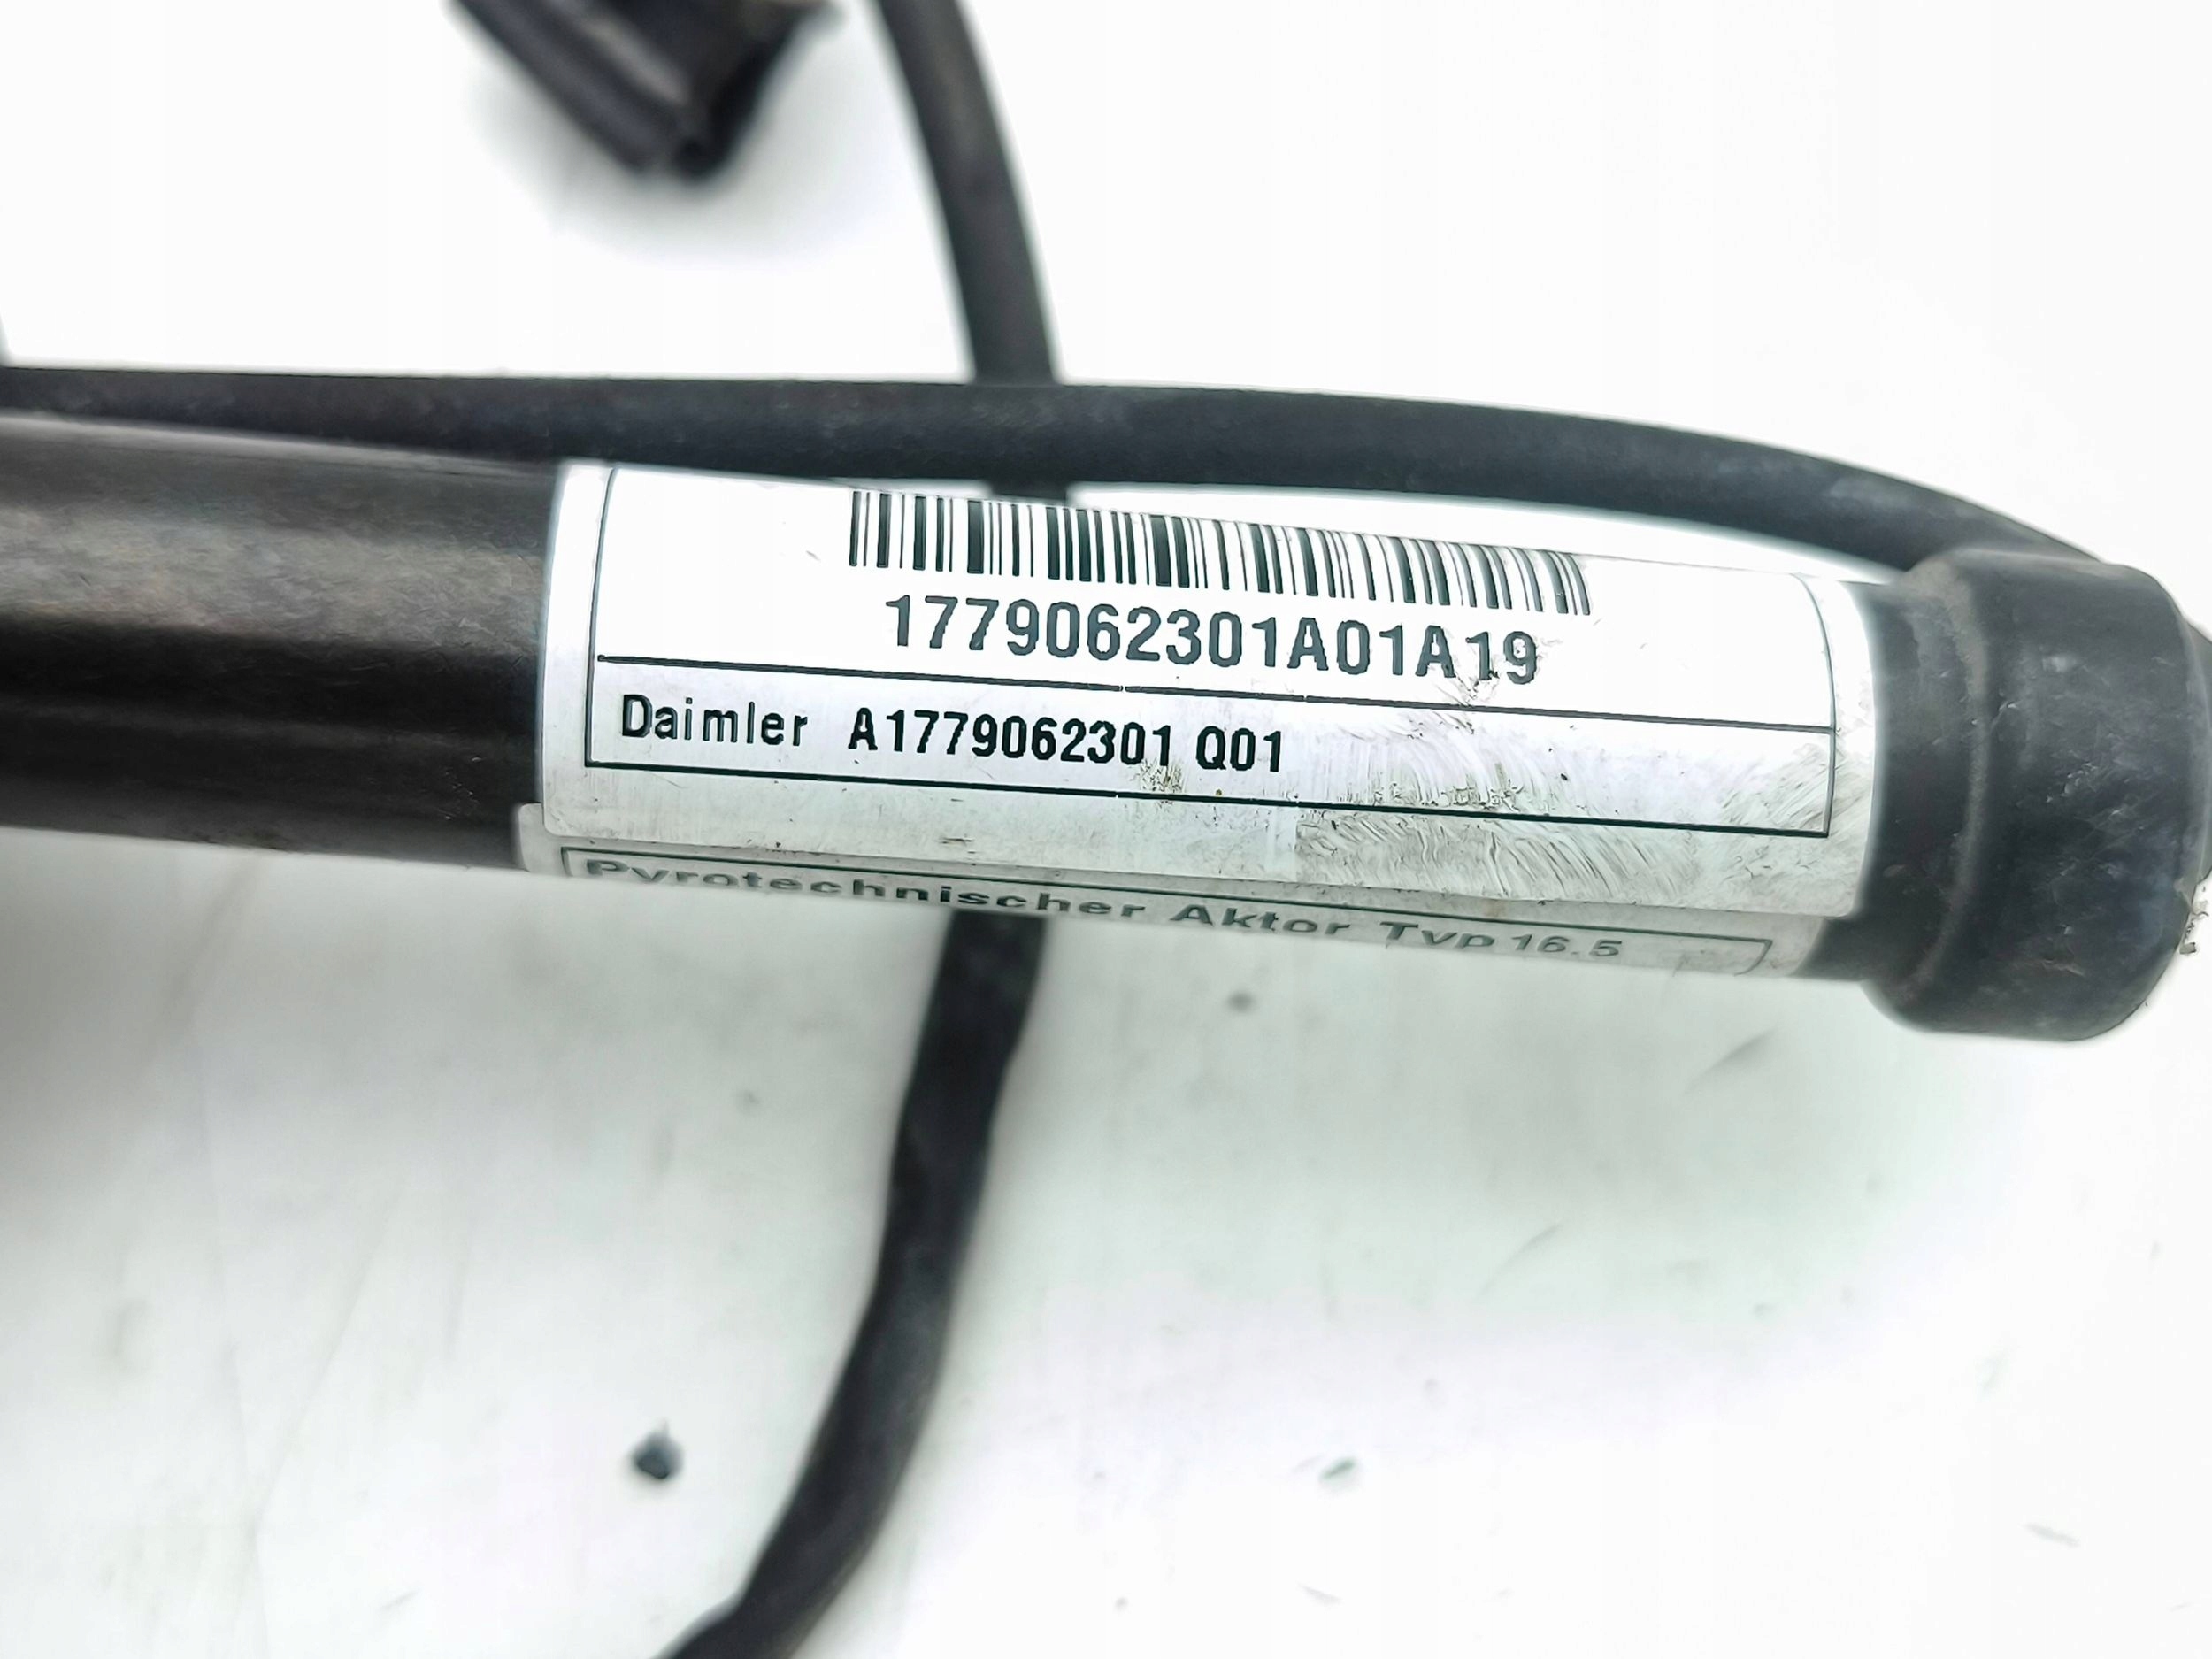 1779062301A01A19
Daimler A1779062301 Q01
Pyrotechnischer Aktor Typ 16.5